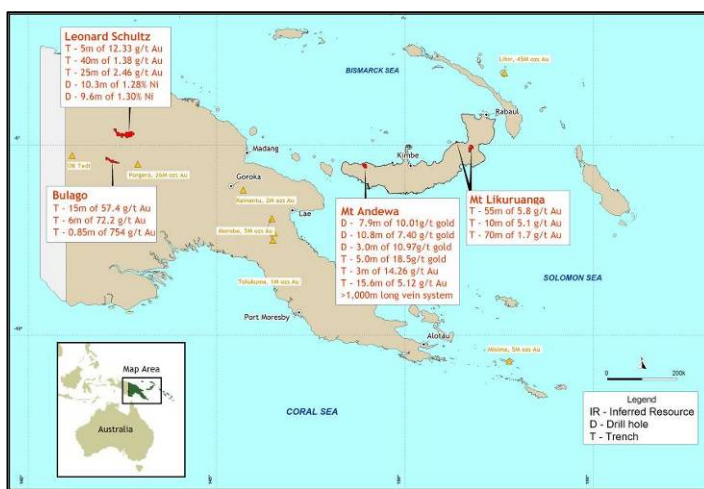 Leonard Schultz
T - 5m of 12.33 g/t Au
T - 40m of 1.38 g/t Au
T - 25m of 2.46 g/t Au
D - 10.3m of 1.28% Ni
D - 9.6m of 1.30% Ni
BISMARCK SEA
Lihir, 45M ozs Au
Rabaul
Madang
Ok Tedi
Porgera, 26M ozs Au
Goroka
Kainantu, 2M ozs Au
Kimbe
Bulago
T - 15m of 57.4 g/t Au
T - 6m of 72.2 g/t Au
T - 0.85m of 754 g/t Au
Lae
Morobe, 5M ozs Au
Mt Andewa
D - 7.9m of 10.01g/t gold
D - 10.8m of 7.40 g/t gold
D - 3.0m of 10.97g/t gold
T - 5.0m of 18.5g/t gold
T - 3m of 14.26 g/t Au
T - 15.6m of 5.12 g/t Au
>1,000m long vein system
Mt Likuruanga
T - 55m of 5.8 g/t Au
T - 10m of 5.1 g/t Au
T - 70m of 1.7 g/t Au
SOLOMON SEA
Tolukuma, 1M ozs Au
Port Moresby
Alotau
Misima, 5M ozs Au
Map Area
Australia
CORAL SEA
0 200k
Legend
IR - Inferred Resource
D - Drill hole
T - Trench